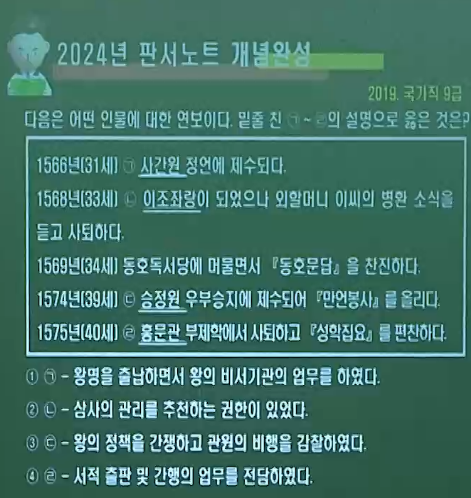 2024년 판서노트 개념완성
2019. 국가직 9급
다음은 어떤 인물에 대한 연보이다. 밑줄 친 ㉠~㉣의 설명으로 옳은 것은?
1566년(31세) ㉠ 사간원 정언에 제수되다.
1568년(33세) ㉡ 이조좌랑이 되었으나 외할머니 이씨의 병환 소식을
듣고 사퇴하다.
1569년(34세) 동호독서당에 머물면서 『동호문답』을 찬진하다.
1574년(39세) ㉢ 승정원 우부승지에 제수되어 『만언봉사』를 올리다.
1575년(40세) ㉣ 홍문관 부제학에서 사퇴하고 『성학집요』를 편찬하다.
① ㉠ - 왕명을 출납하면서 왕의 비서기관의 업무를 하였다.
② ㉡ - 삼사의 관리를 추천하는 권한이 있었다.
③ ㉢ - 왕의 정책을 간쟁하고 관원의 비행을 감찰하였다.
④ ㉣ - 서적 출판 및 간행의 업무를 전담하였다.